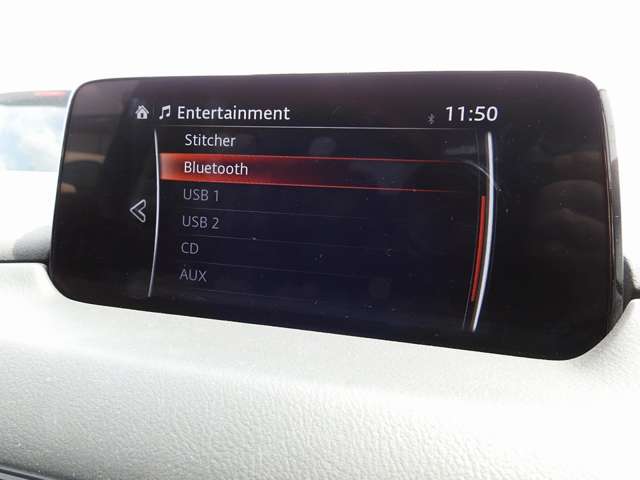 Entertainment 11:50
Stitcher
Bluetooth
USB 1
USB 2
CD
AUX